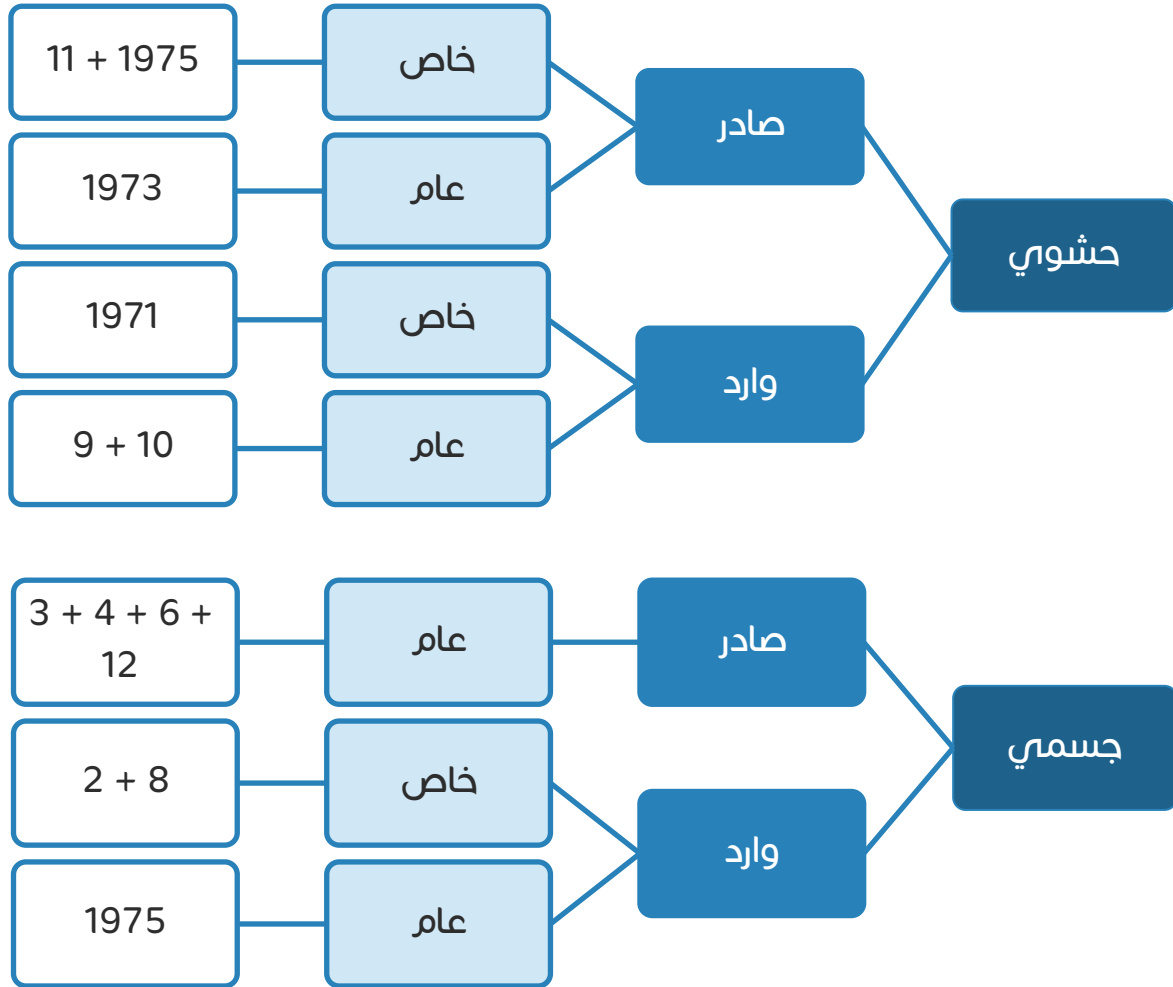 حشوي
صادر
خاص
11 + 1975
عام
1973
وارد
خاص
1971
عام
9 + 10
جسمي
صادر
عام
3 + 4 + 6 +
12
وارد
خاص
2 + 8
عام
1975